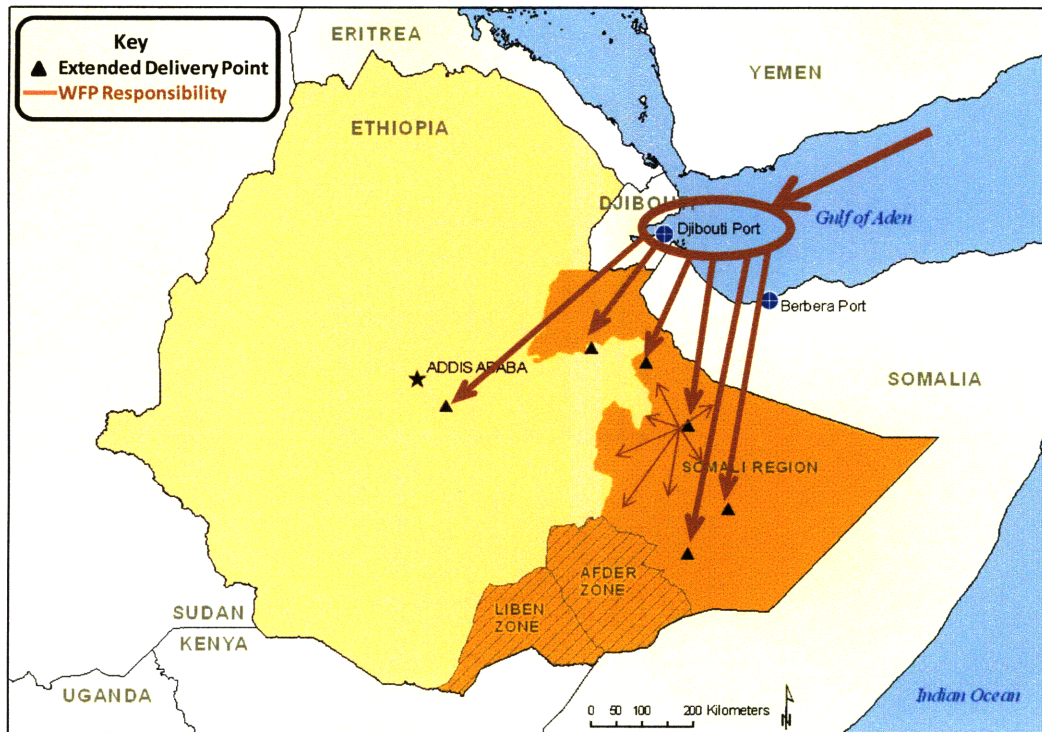 Key
Extended Delivery Point
WFP Responsibility
ERITREA
YEMEN
ETHIOPIA
DJIBOUTI
Gulf of Aden
Djibouti Port
Berbera Port
ADDIS ABABA
SOMALIA
SOMALI REGION
AFDER
ZONE
LIBEN
ZONE
SUDAN
KENYA
UGANDA
0 50 100 200 Kilometers
N
Indian Ocean